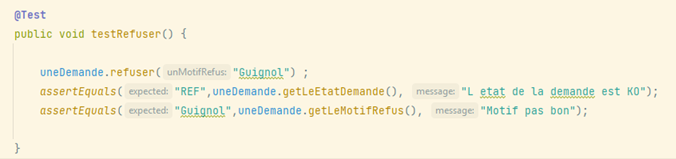 @Test
public void testRefuser() {
uneDemande.refuser( unMotifRefus: "Guignol") ;
assertEquals( expected: "REF",uneDemande.getLeEtatDemande(), message: "L etat de la demande est KO");
assertEquals( expected: "Guignol",uneDemande.getLeMotifRefus(), message: "Motif pas bon");
}